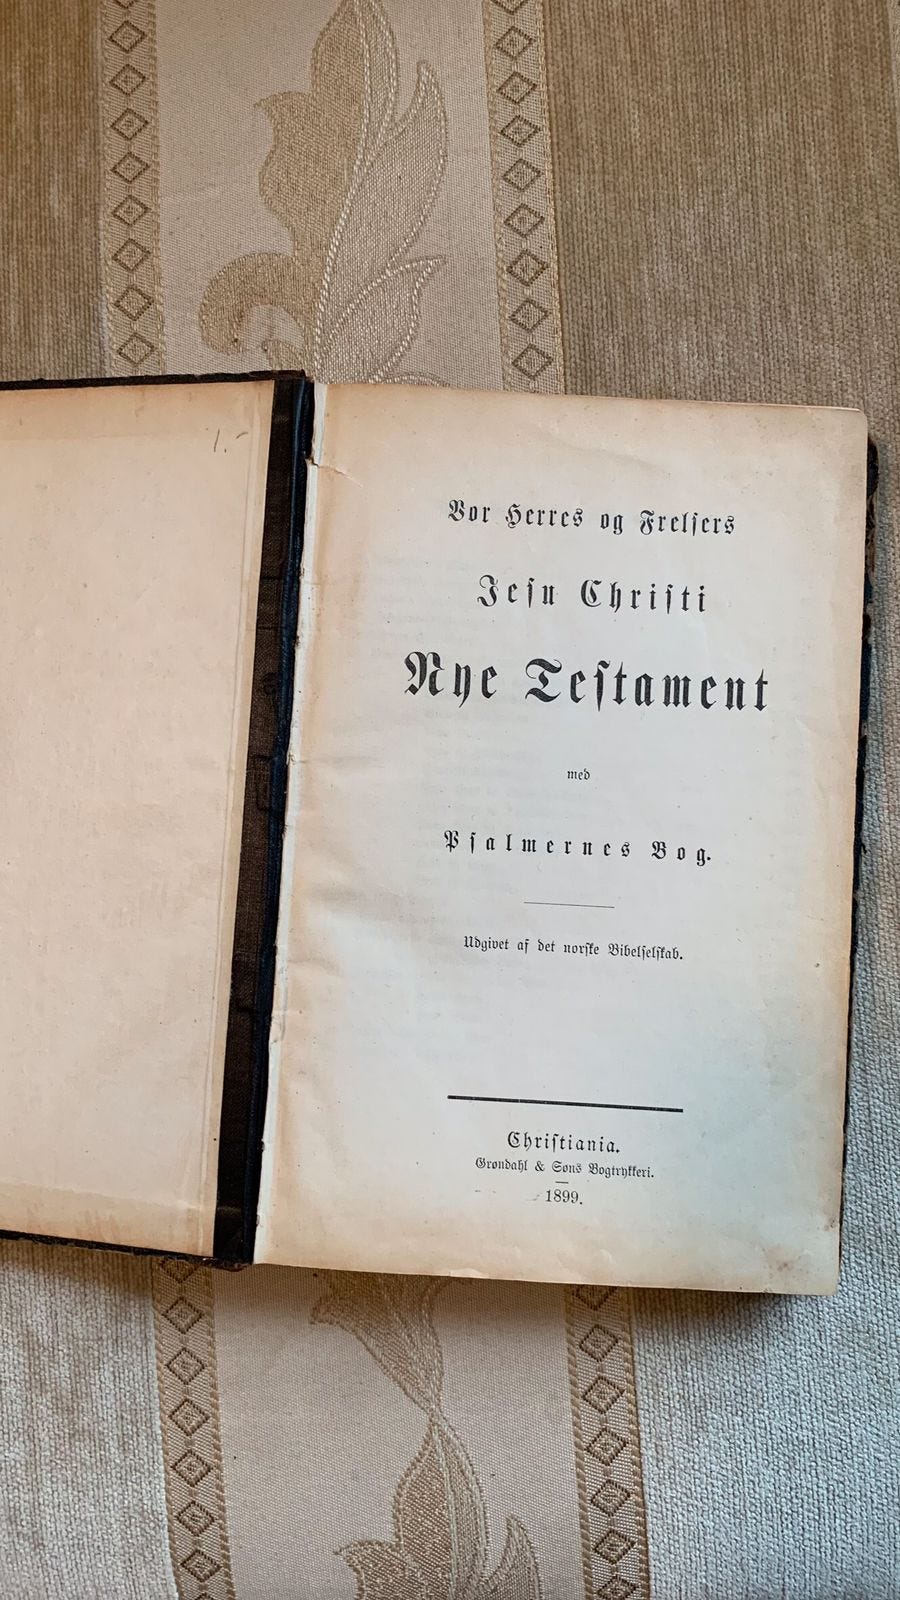 1.-
Vor Herres og Frelsers
Jesu Christi
Nye Testament
med
Psalmernes Bog.
Udgivet af det norske Bibelselskab.
Christiania.
Grøndahl & Søns Bogtrykkeri.
1899.